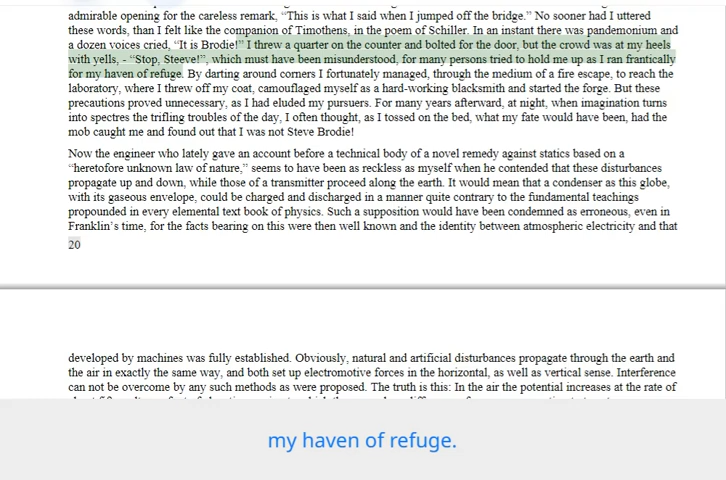 admirable opening for the careless remark, “This is what I said when I jumped off the bridge.” No sooner had I uttered
these words, than I felt like the companion of Timothens, in the poem of Schiller. In an instant there was pandemonium and
a dozen voices cried, “It is Brodie!” I threw a quarter on the counter and bolted for the door, but the crowd was at my heels
with yells, - “Stop, Steeve!”, which must have been misunderstood, for many persons tried to hold me up as I ran frantically
for my haven of refuge. By darting around corners I fortunately managed, through the medium of a fire escape, to reach the
laboratory, where I threw off my coat, camouflaged myself as a hard-working blacksmith and started the forge. But these
precautions proved unnecessary, as I had eluded my pursuers. For many years afterward, at night, when imagination turns
into spectres the trifling troubles of the day, I often thought, as I tossed on the bed, what my fate would have been, had the
mob caught me and found out that I was not Steve Brodie!
Now the engineer who lately gave an account before a technical body of a novel remedy against statics based on a
“heretofore unknown law of nature,” seems to have been as reckless as myself when he contended that these disturbances
propagate up and down, while those of a transmitter proceed along the earth. It would mean that a condenser as this globe,
with its gaseous envelope, could be charged and discharged in a manner quite contrary to the fundamental teachings
propounded in every elemental text book of physics. Such a supposition would have been condemned as erroneous, even in
Franklin’s time, for the facts bearing on this were then well known and the identity between atmospheric electricity and that
20
developed by machines was fully established. Obviously, natural and artificial disturbances propagate through the earth and
the air in exactly the same way, and both set up electromotive forces in the horizontal, as well as vertical sense. Interference
can not be overcome by any such methods as were proposed. The truth is this: In the air the potential increases at the rate of
my haven of refuge.